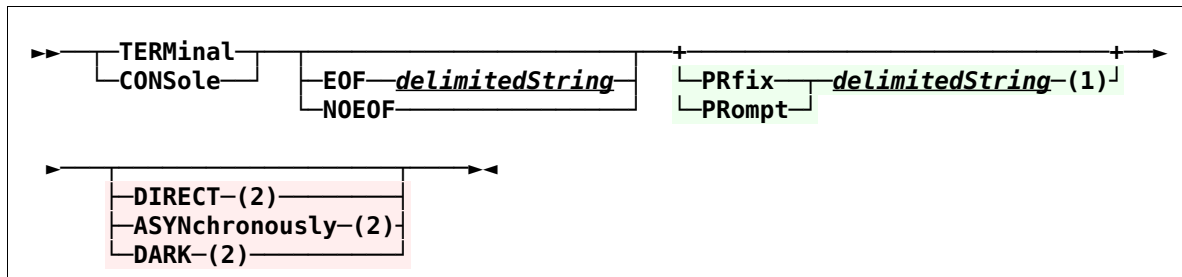 ►►──┬──TERMinal──┬──┬──────────────────────┬──+──────────────────────────────+──►
└──CONSole───┘ ├──EOF──delimitedString──┤ └──PRfix───┬──delimitedString─(1)─┘
└──NOEOF─────────────────┘ └──PRompt──┘
►──┬─────────────────────┬──►◄
├──DIRECT─(2)──────────┤
├──ASYNchronously─(2)──┤
└──DARK─(2)────────────┘